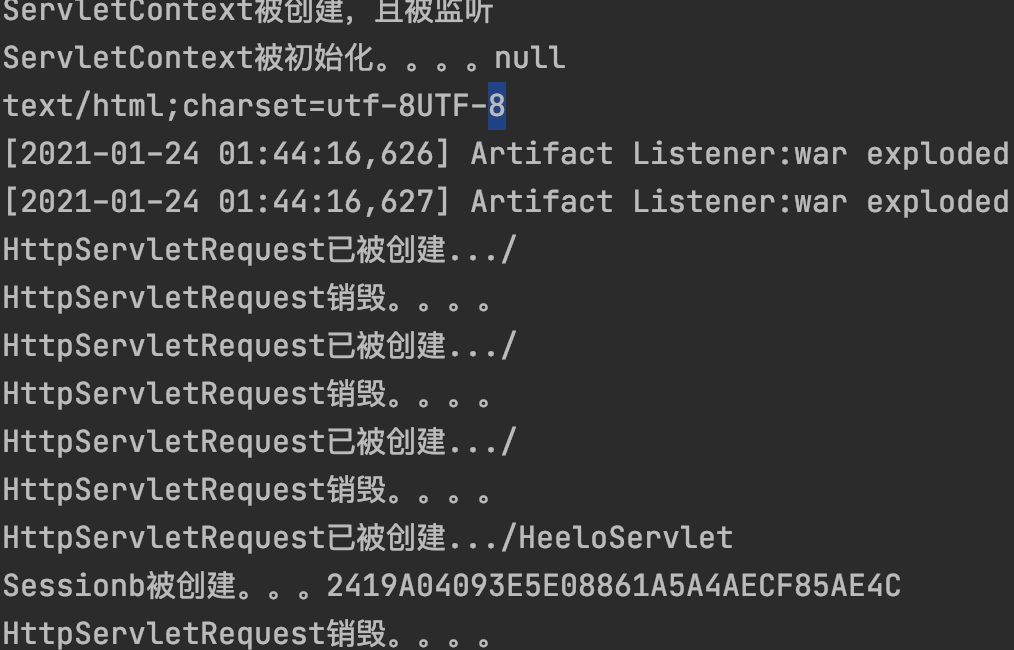 ServletContext被创建，且被监听
ServletContext被初始化。。。。null
text/html;charset=utf-8UTF-8
[2021-01-24 01:44:16,626] Artifact Listener:war exploded
[2021-01-24 01:44:16,627] Artifact Listener:war exploded
HttpServletRequest已被创建.../
HttpServletRequest销毁。。。。
HttpServletRequest已被创建.../
HttpServletRequest销毁。。。。
HttpServletRequest已被创建.../
HttpServletRequest销毁。。。。
HttpServletRequest已被创建.../HeeloServlet
Sessionb被创建。。。2419A04093E5E08861A5A4AECF85AE4C
HttpServletRequest销毁。。。。